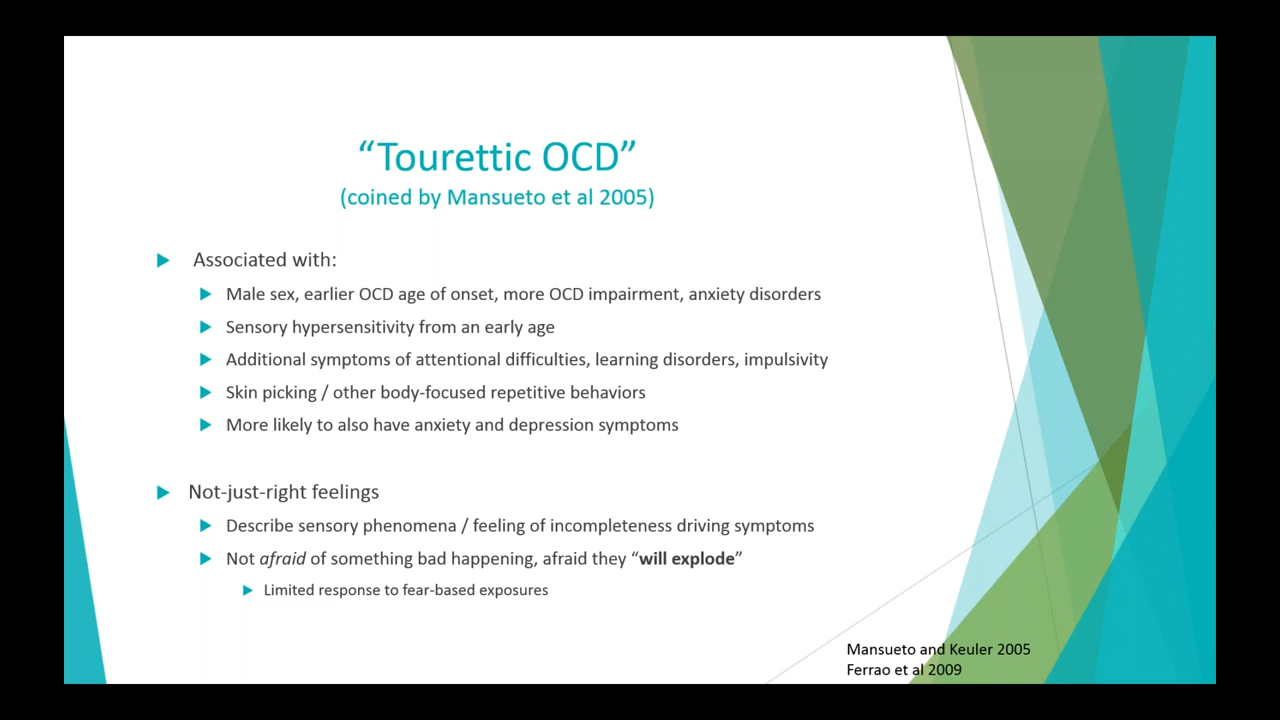 “Tourettic OCD”
(coined by Mansueto et al 2005)
Associated with:
Male sex, earlier OCD age of onset, more OCD impairment, anxiety disorders
Sensory hypersensitivity from an early age
Additional symptoms of attentional difficulties, learning disorders, impulsivity
Skin picking / other body-focused repetitive behaviors
More likely to also have anxiety and depression symptoms
Not-just-right feelings
Describe sensory phenomena / feeling of incompleteness driving symptoms
Not afraid of something bad happening, afraid they “will explode”
Limited response to fear-based exposures
Mansueto and Keuler 2005
Ferrao et al 2009